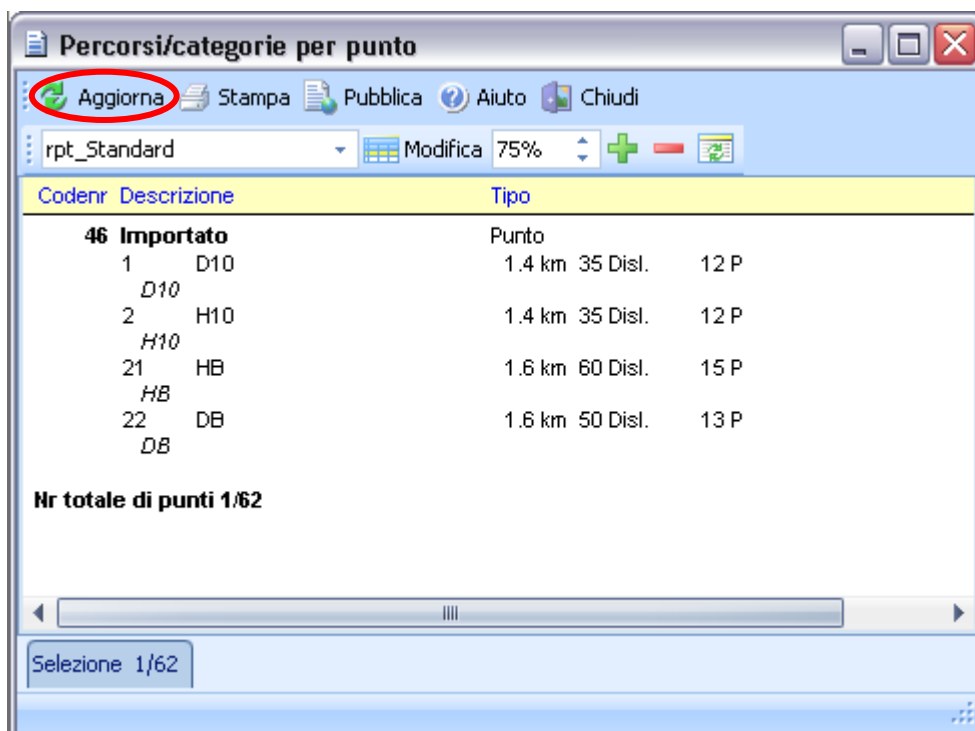 Percorsi/categorie per punto
Aggiorna Stampa Pubblica Aiuto Chiudi
rpt_Standard Modifica 75%
Codenr Descrizione Tipo
46 Importato Punto
1 D10 1.4 km 35 Disl. 12 P
D10
2 H10 1.4 km 35 Disl. 12 P
H10
21 HB 1.6 km 60 Disl. 15 P
HB
22 DB 1.6 km 50 Disl. 13 P
DB
Nr totale di punti 1/62
Selezione 1/62